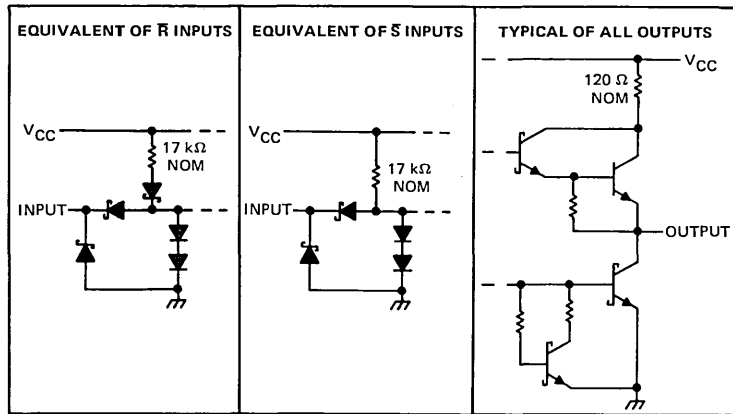 EQUIVALENT OF R̅ INPUTS
VCC
17 kΩ
NOM
INPUT
EQUIVALENT OF S̅ INPUTS
VCC
17 kΩ
NOM
INPUT
TYPICAL OF ALL OUTPUTS
VCC
120 Ω
NOM
OUTPUT